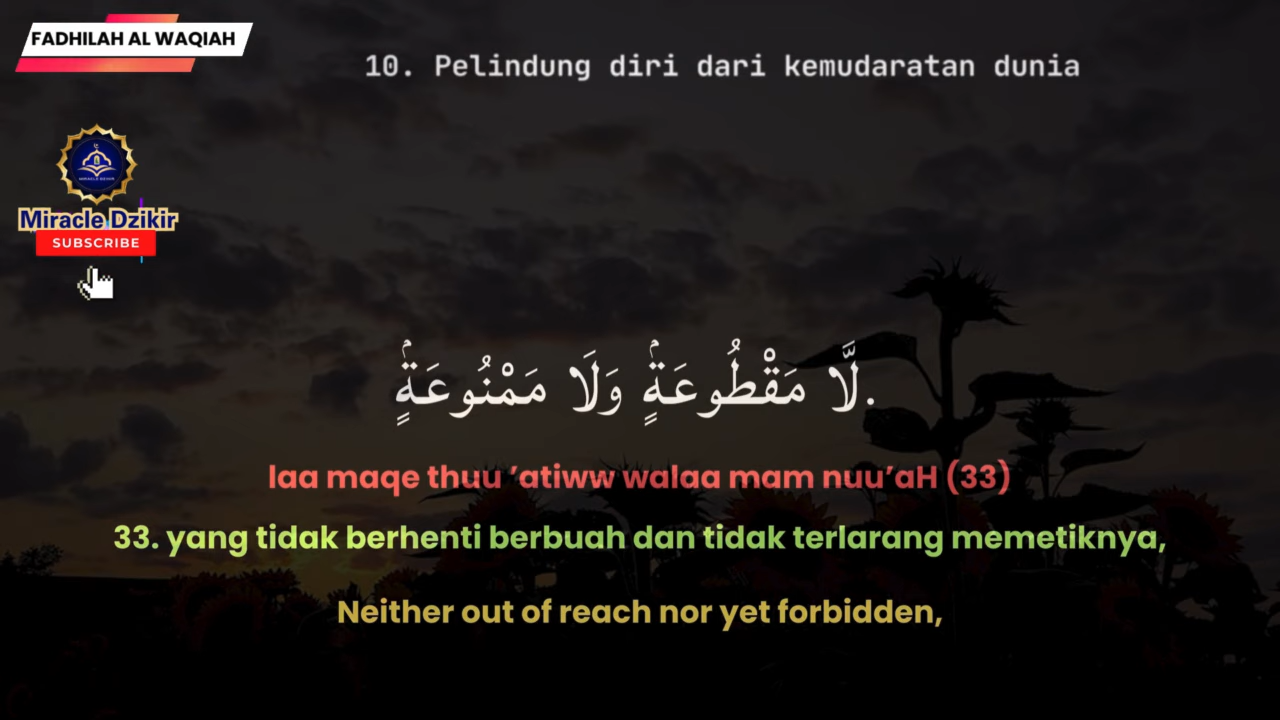 FADHILAH AL WAQIAH
10. Pelindung diri dari kemudaratan dunia
Miracle Dzikir
SUBSCRIBE
لَّا مَقْطُوعَةٍۢ وَلَا مَمْنُوعَةٍۢ.
laa maqe thuu ’atiww walaa mam nuu’aH (33)
33. yang tidak berhenti berbuah dan tidak terlarang memetiknya,
Neither out of reach nor yet forbidden,